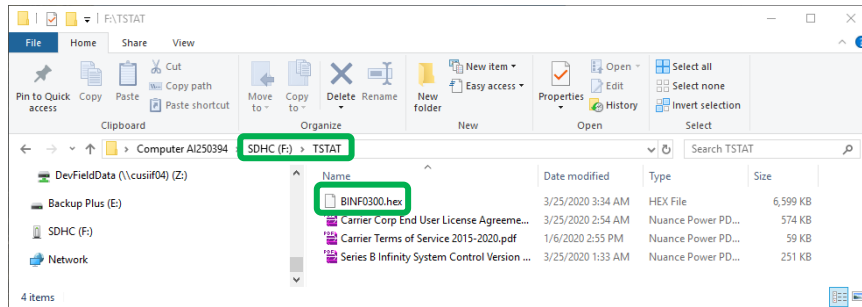 F:\TSTAT
File Home Share View
Pin to Quick access
Copy
Paste
Cut
Copy path
Paste shortcut
Clipboard
Move to
Copy to
Delete
Rename
Organize
New folder
New item
Easy access
New
Properties
Open
Edit
History
Open
Select all
Select none
Invert selection
Select
Computer AI250394 SDHC (F:) TSTAT
Search TSTAT
DevFieldData (\\cusiif04) (Z:)
Backup Plus (E:)
SDHC (F:)
Network
Name Date modified Type Size
BINF0300.hex 3/25/2020 3:34 AM HEX File 6,599 KB
Carrier Corp End User License Agreeme... 3/25/2020 2:54 AM Nuance Power PD... 574 KB
Carrier Terms of Service 2015-2020.pdf 1/6/2020 2:55 PM Nuance Power PD... 59 KB
Series B Infinity System Control Version ... 3/25/2020 1:33 AM Nuance Power PD... 251 KB
4 items